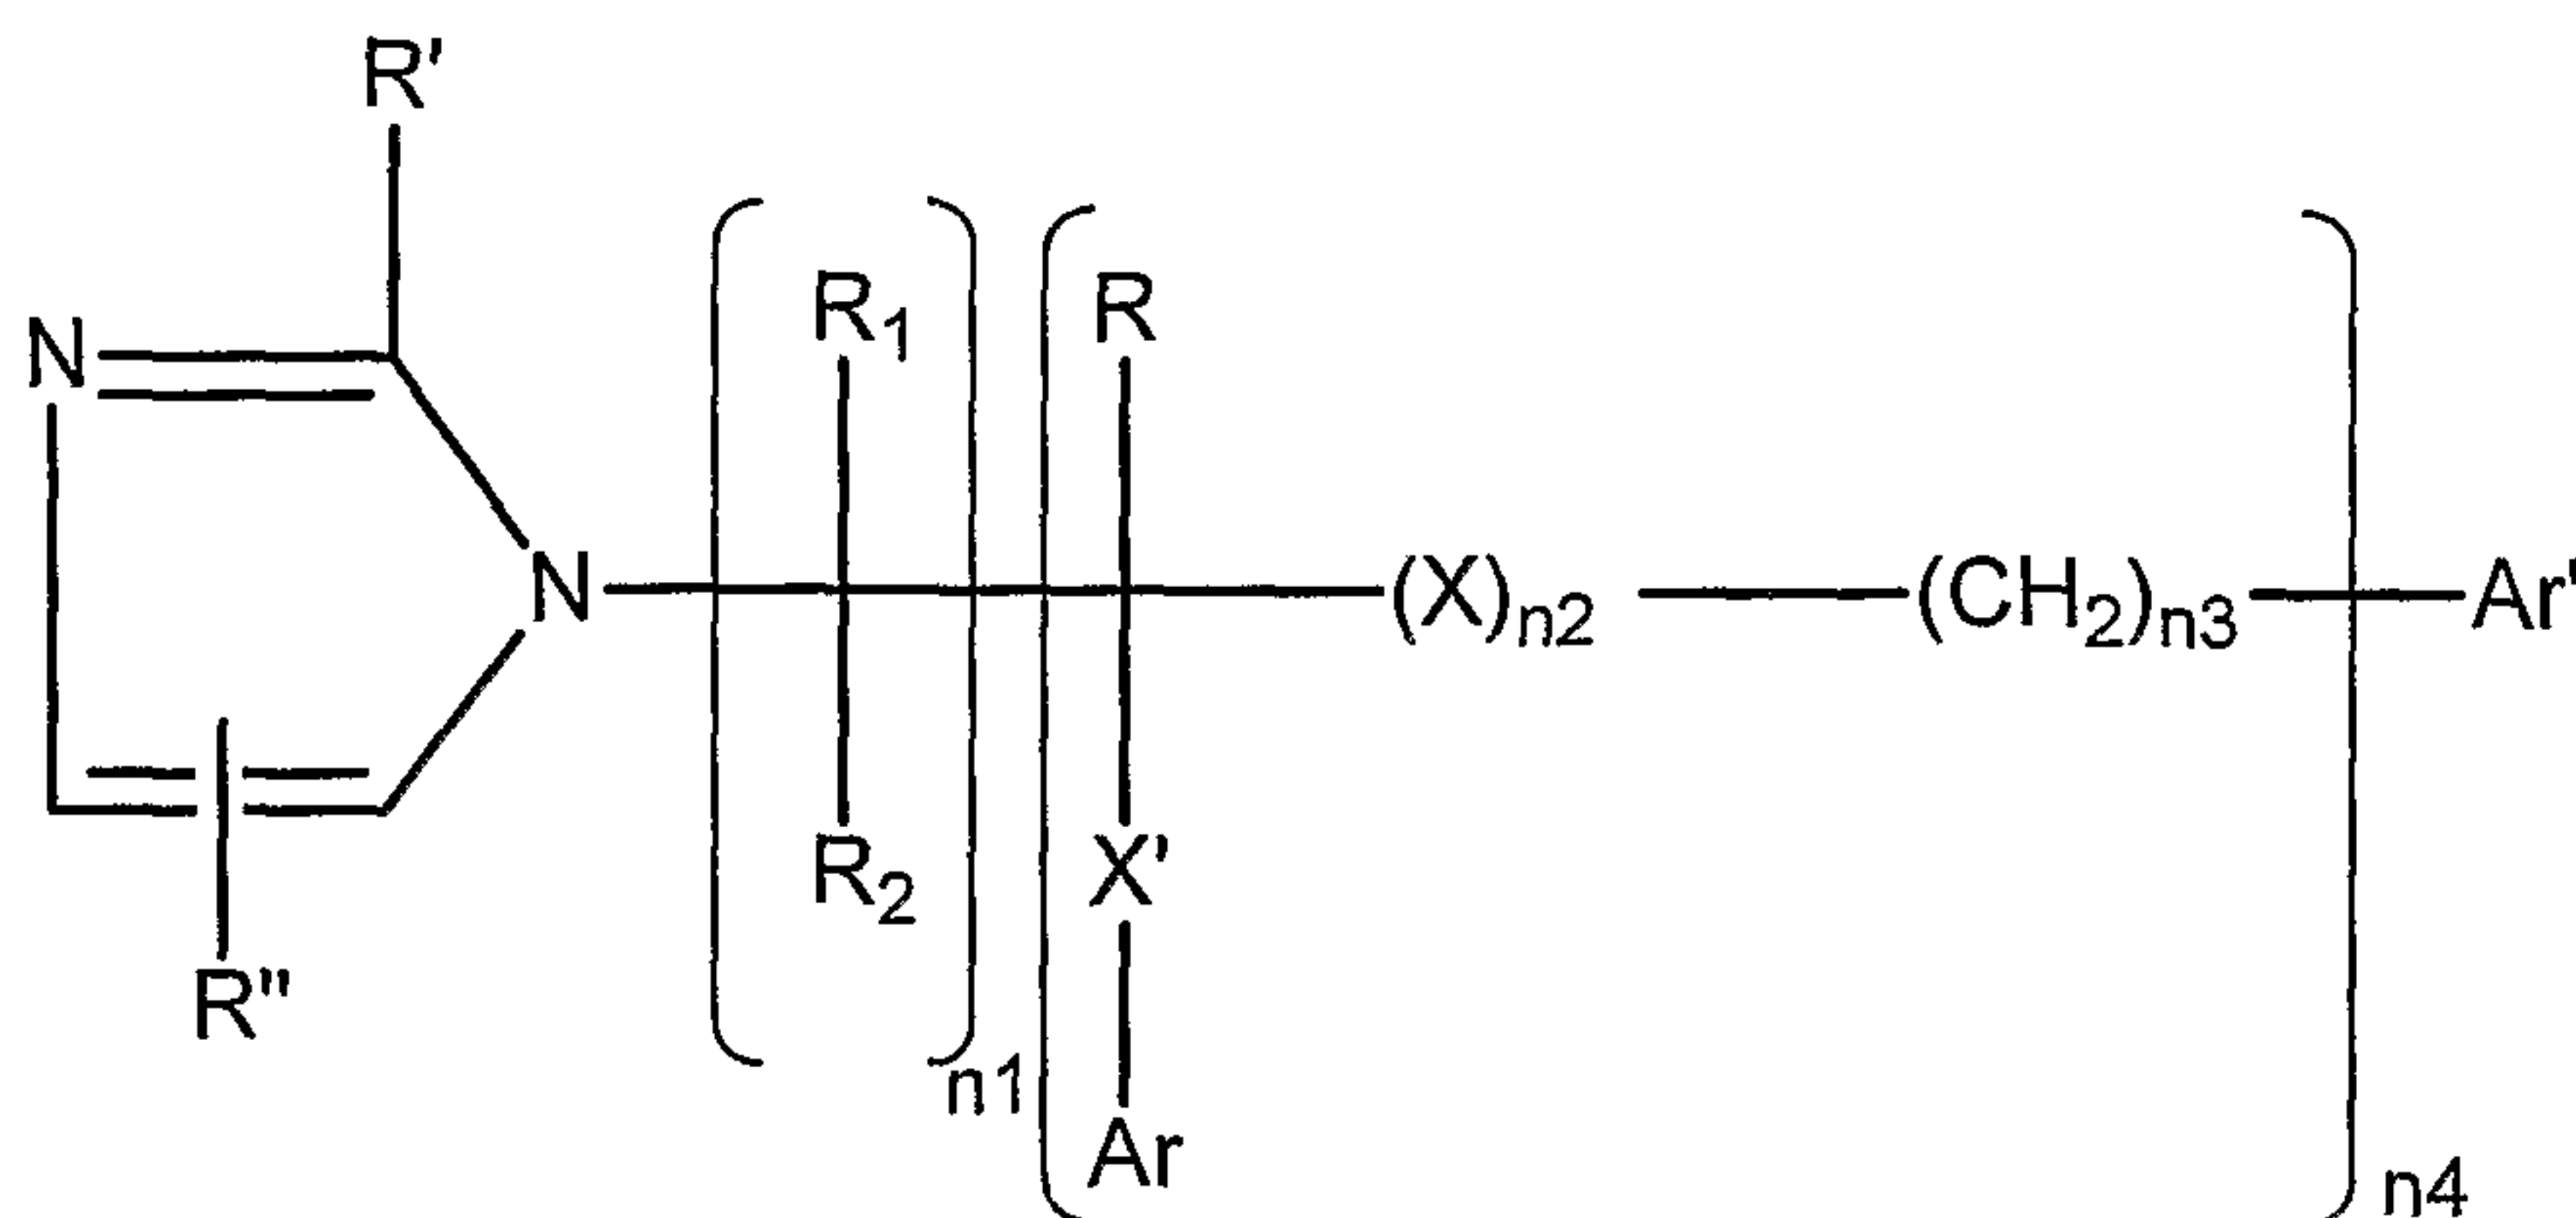 R'
R1 R
N
N (X)n2 (CH2)n3 Ar'
R2 X'
R"
n1
Ar
n4